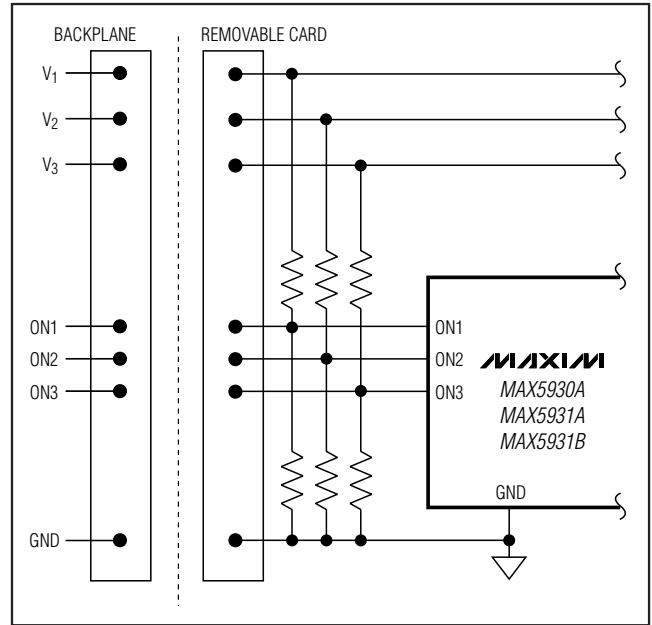 BACKPLANE
REMOVABLE CARD
V1
V2
V3
ON1
ON2
ON3
GND
ON1
ON2
ON3
MAXIM
MAX5930A
MAX5931A
MAX5931B
GND